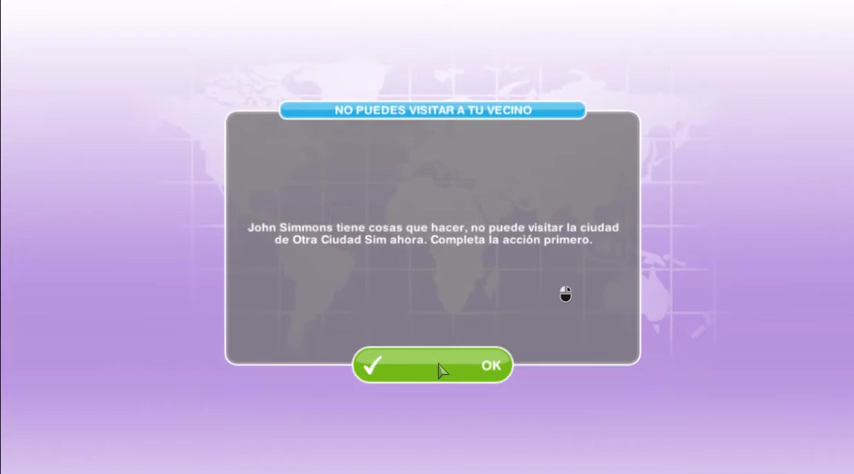 NO PUEDES VISITAR A TU VECINO
John Simmons tiene cosas que hacer, no puede visitar la ciudad
de Otra Ciudad Sim ahora. Completa la acción primero.
OK